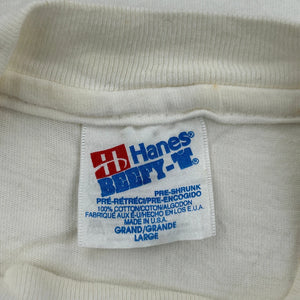 Hanes®
BEEFY-T®
PRE-SHRUNK
PRÉ-RÉTRÉCI/PRE-ENCOGIDO
100% COTTON/COTON/ALGODON
FABRIQUÉ AUX É-U/HECHO EN LOS E.U.A.
MADE IN U.S.A.
GRAND/GRANDE
LARGE